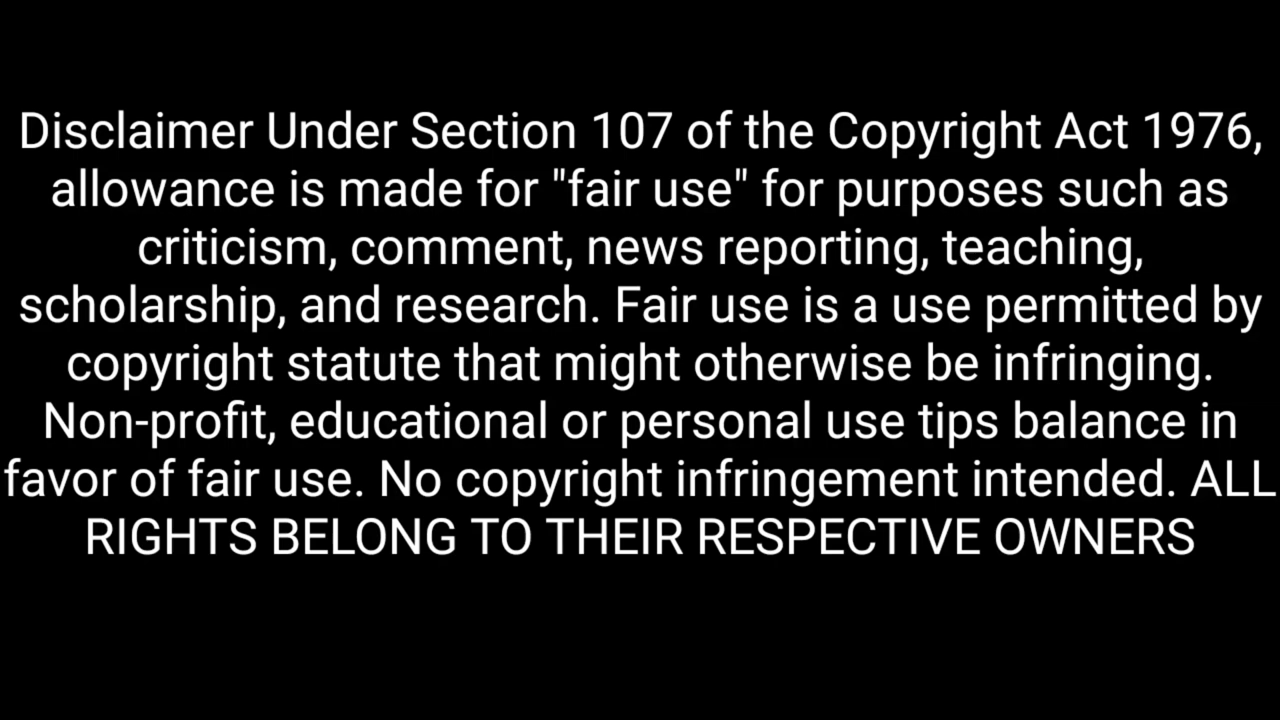 Disclaimer Under Section 107 of the Copyright Act 1976,
allowance is made for "fair use" for purposes such as
criticism, comment, news reporting, teaching,
scholarship, and research. Fair use is a use permitted by
copyright statute that might otherwise be infringing.
Non-profit, educational or personal use tips balance in
favor of fair use. No copyright infringement intended. ALL
RIGHTS BELONG TO THEIR RESPECTIVE OWNERS